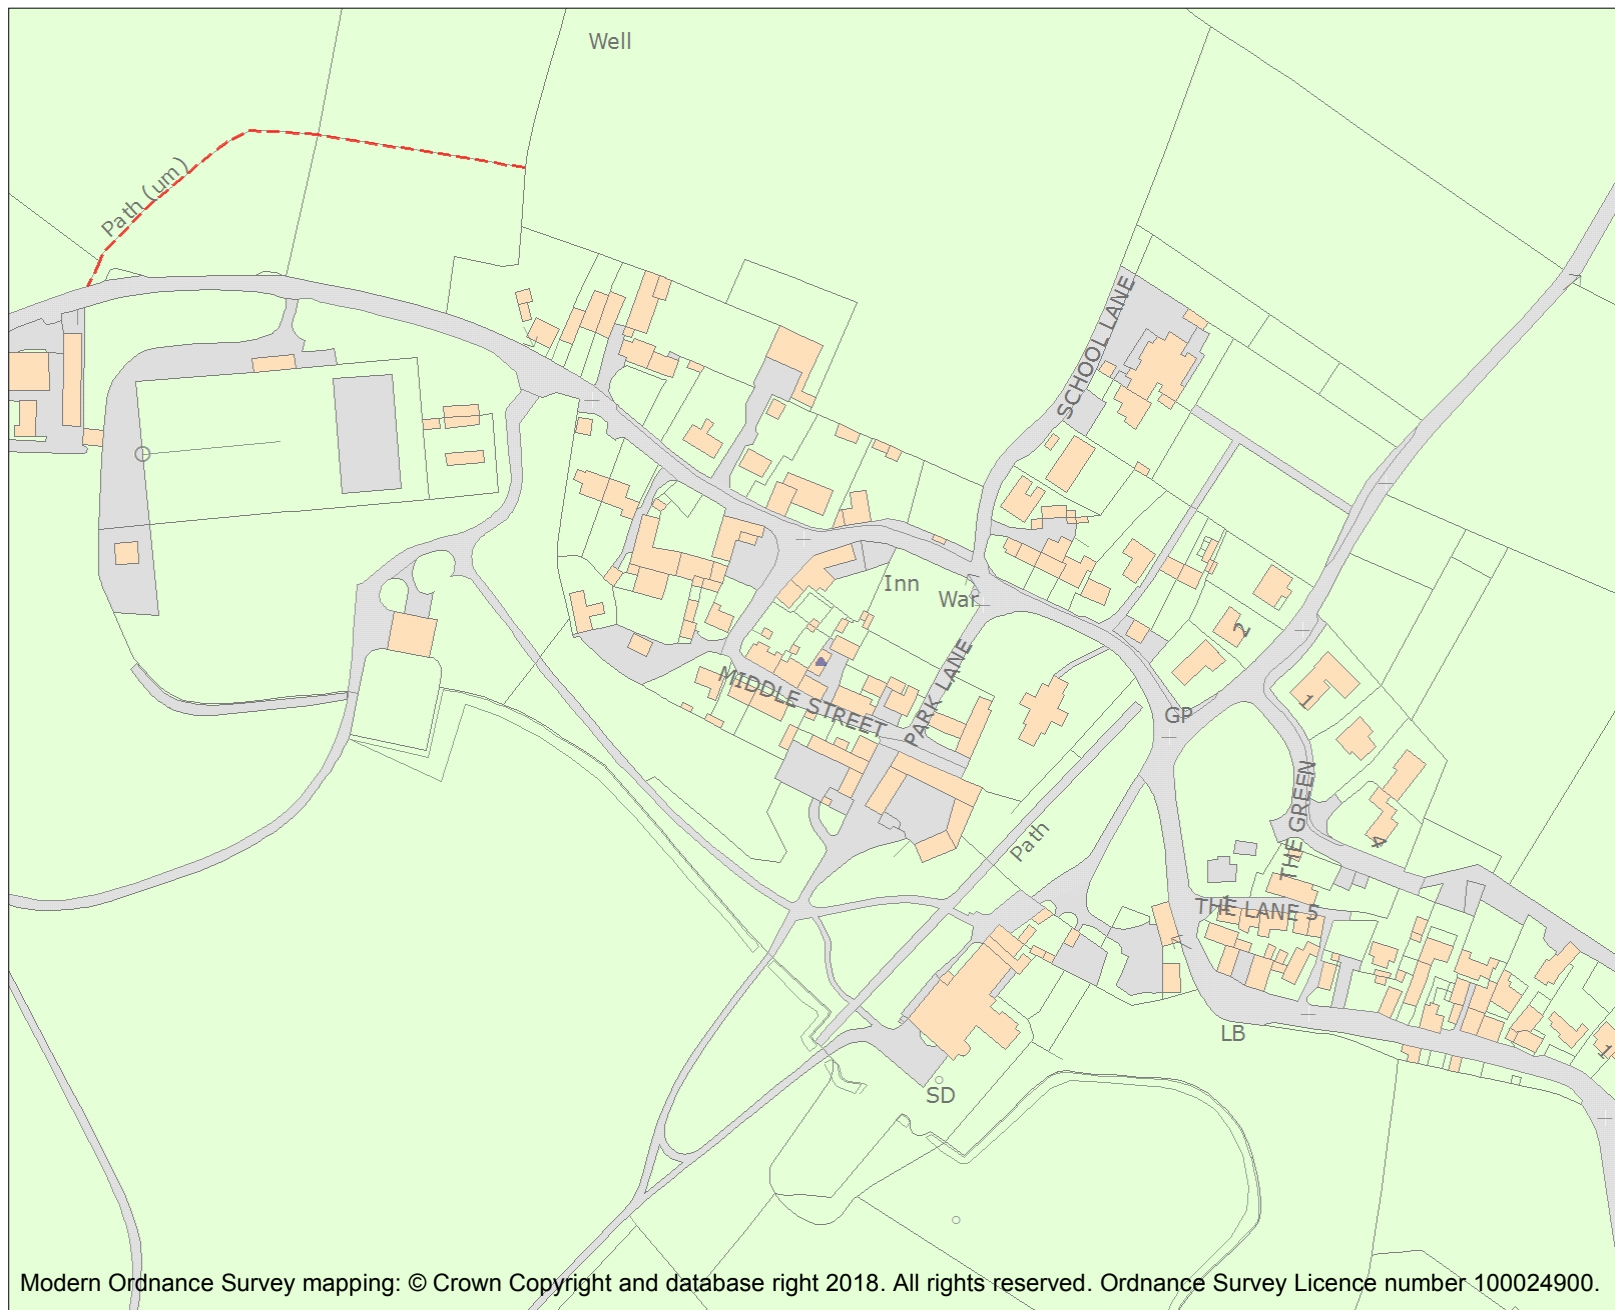 Well
Path (um)
SCHOOL LANE
Inn
War
2
MIDDLE STREET
PARK LANE
1
GP
THE GREEN
Path
4
THE LANE 5
LB
1
SD
Modern Ordnance Survey mapping: © Crown Copyright and database right 2018. All rights reserved. Ordnance Survey Licence number 100024900.